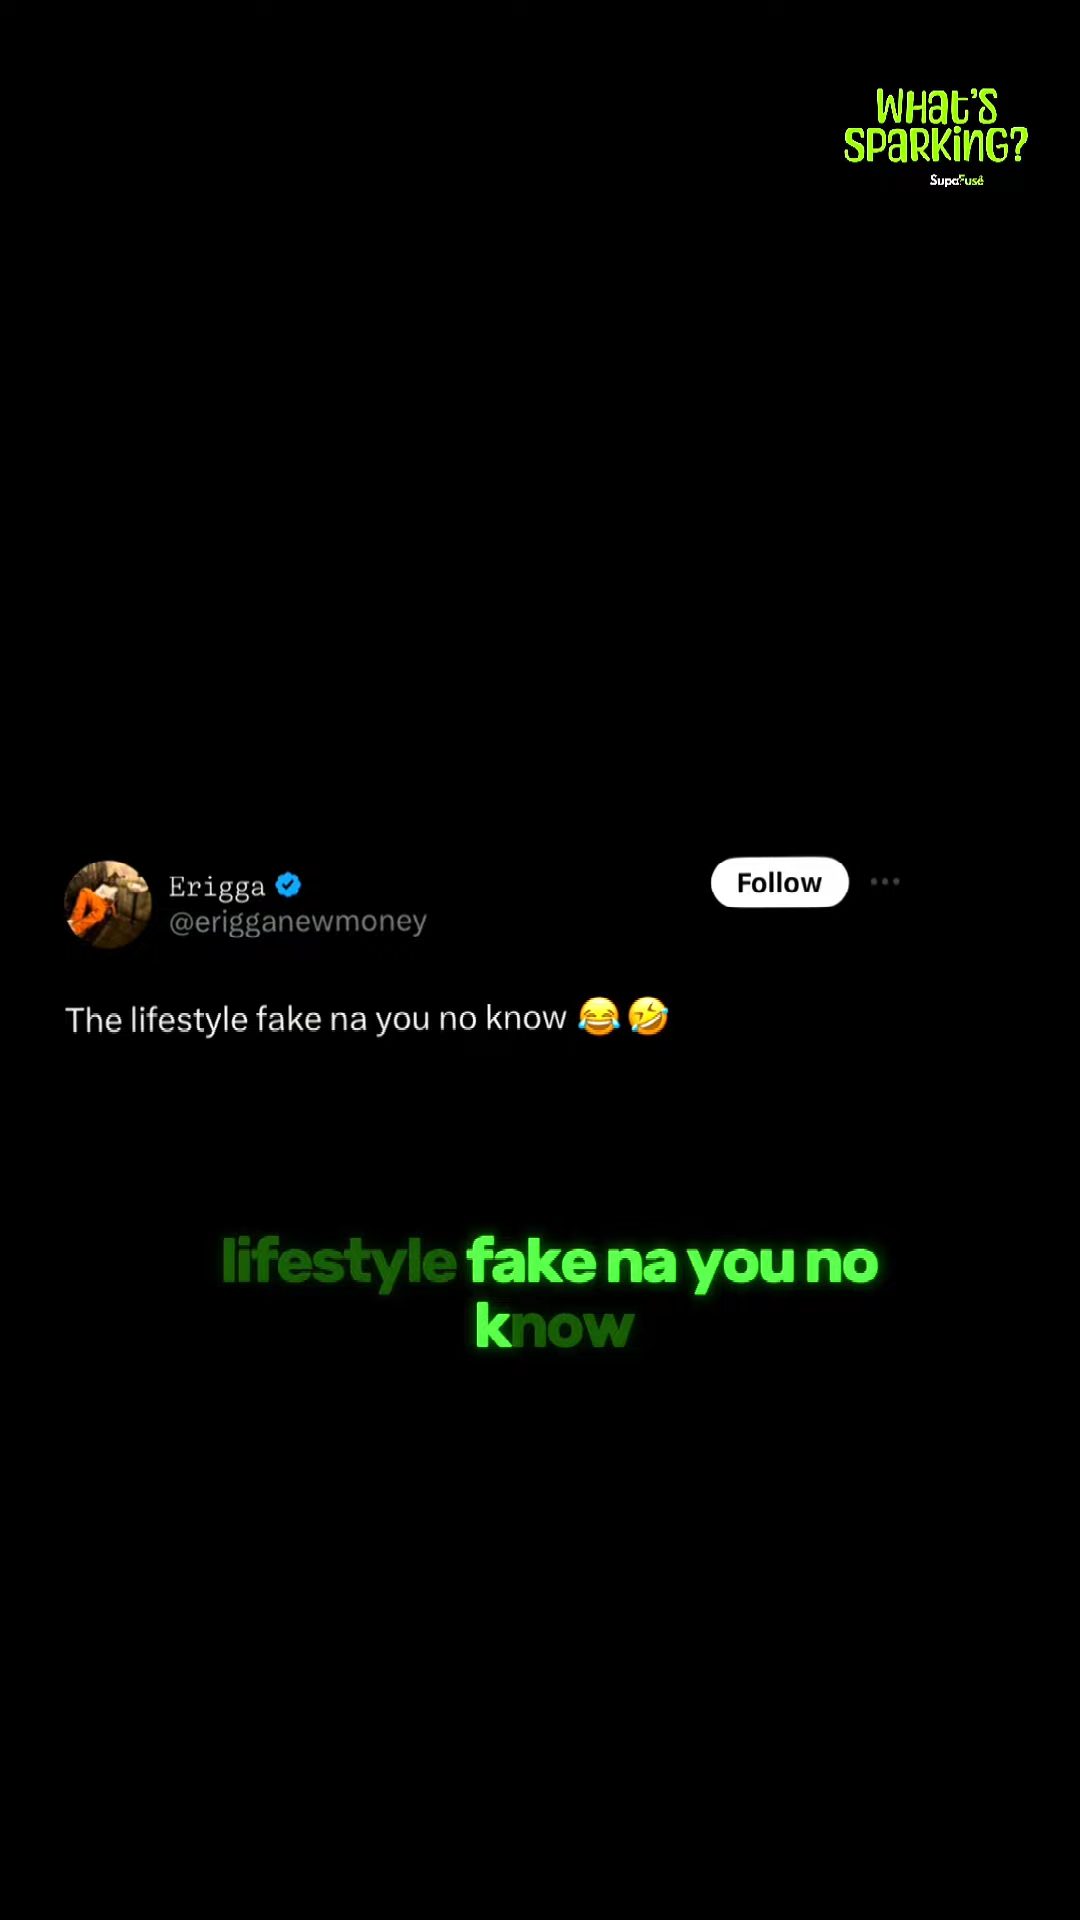 WHat'S
SPaRKinG?
SupaFusé
Erigga
@erigganewmoney
Follow
The lifestyle fake na you no know 😂🤣
lifestyle fake na you no
know